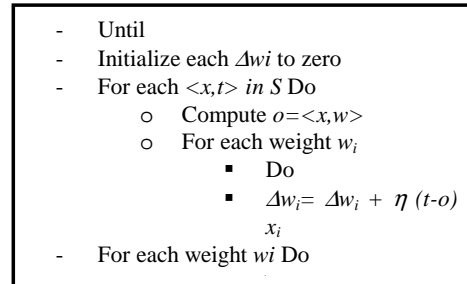 - Until
- Initialize each Δwi to zero
- For each <x,t> in S Do
o Compute o=<x,w>
o For each weight wᵢ
▪ Do
▪ Δwᵢ= Δwᵢ + η (t-o)
xᵢ
- For each weight wi Do